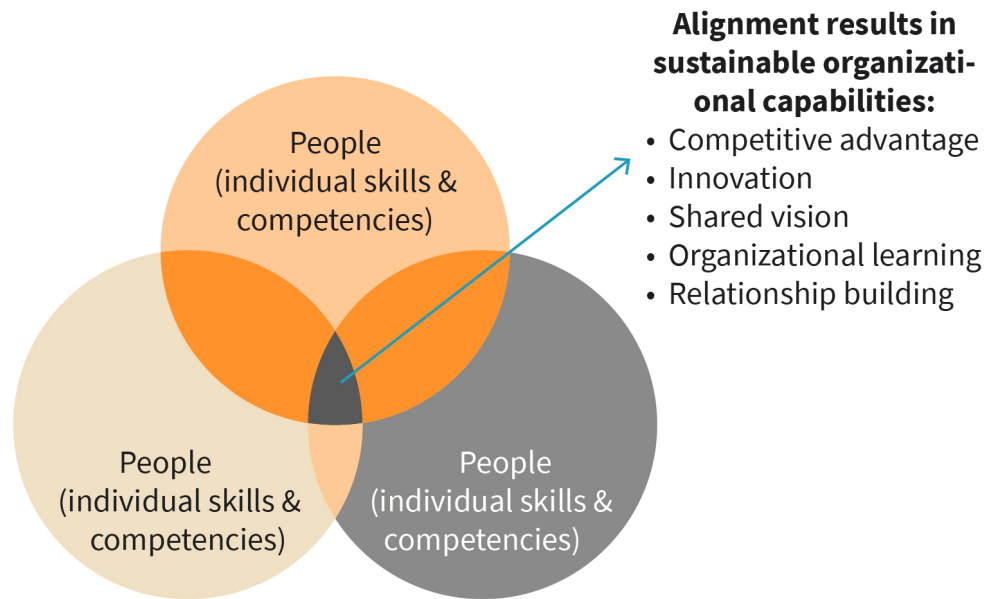 Alignment results in
sustainable organizati-
onal capabilities:
• Competitive advantage
• Innovation
• Shared vision
• Organizational learning
• Relationship building
People
(individual skills &
competencies)
People
(individual skills &
competencies)
People
(individual skills &
competencies)